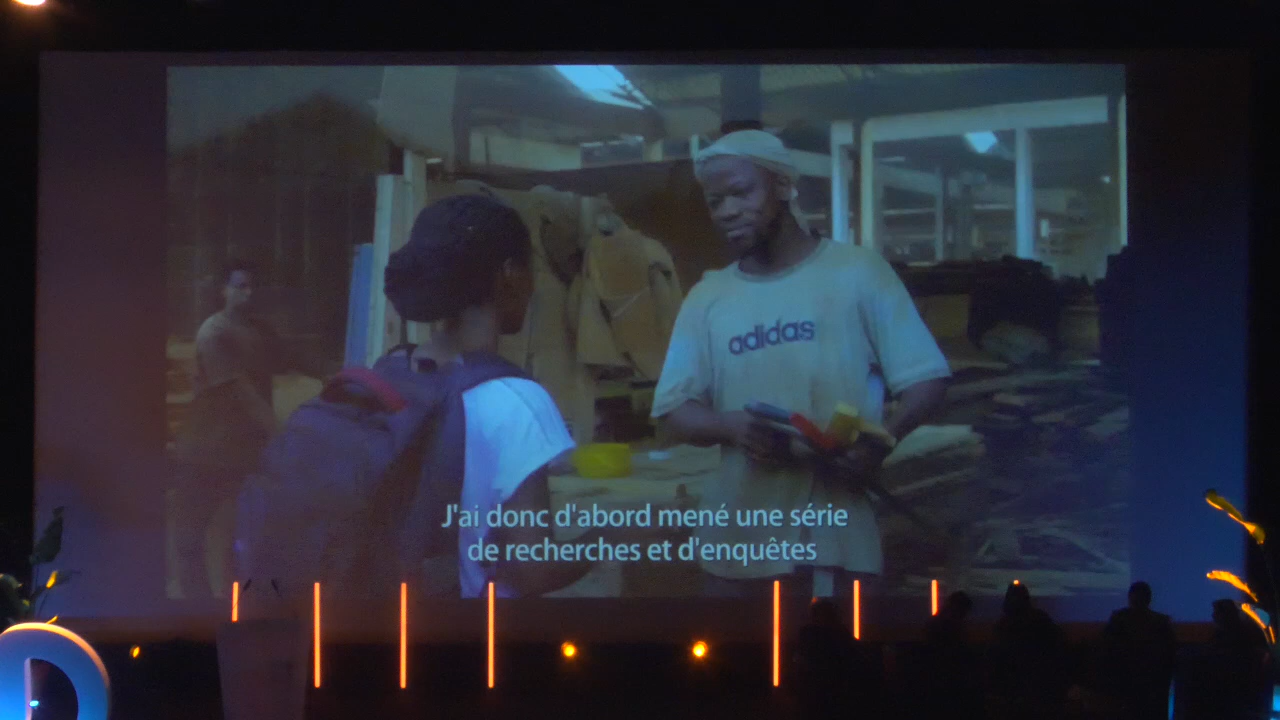 adidas
J'ai donc d'abord mené une série
de recherches et d'enquêtes